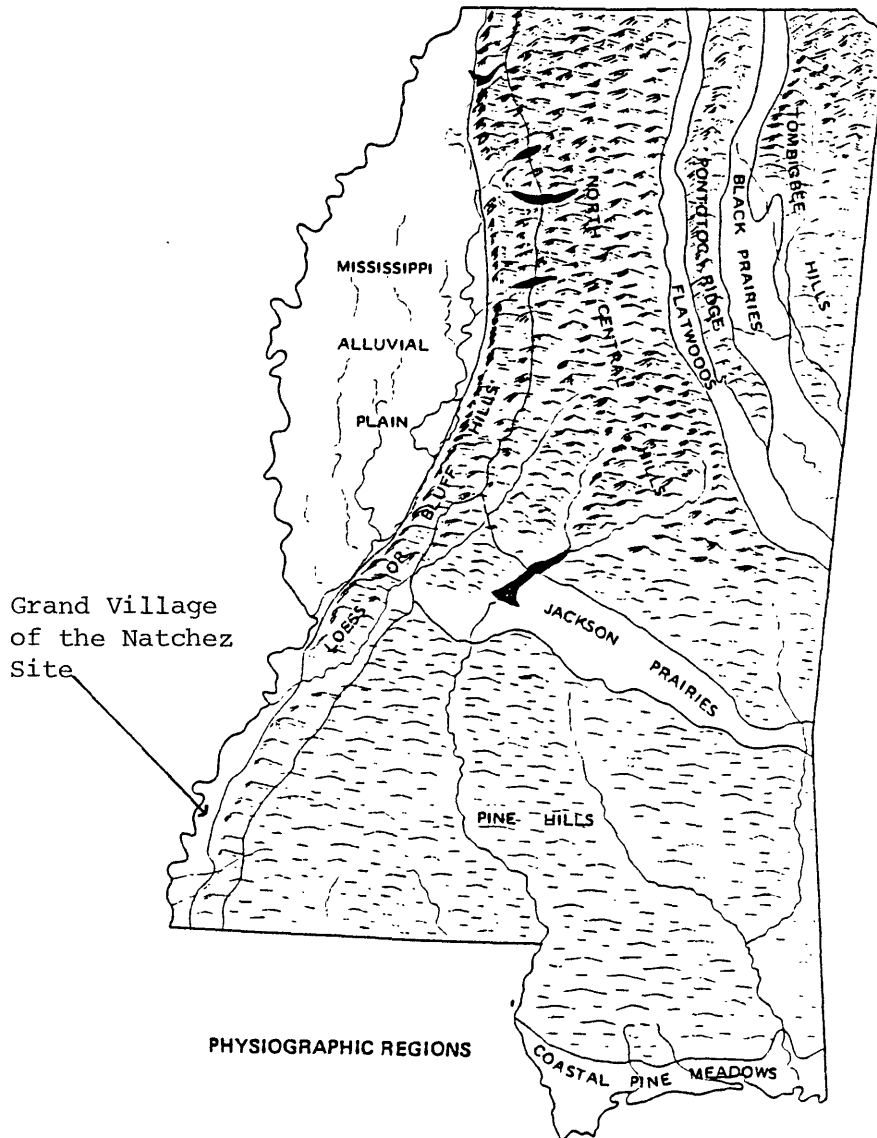 TOMBIGBEE HILLS
BLACK PRAIRIES
PONTOTOC RIDGE
FLATWOODS
NORTH CENTRAL HILLS
MISSISSIPPI
ALLUVIAL
PLAIN
LOESS OR BLUFF HILLS
Grand Village
of the Natchez
Site
JACKSON PRAIRIES
PINE HILLS
PHYSIOGRAPHIC REGIONS
COASTAL PINE MEADOWS